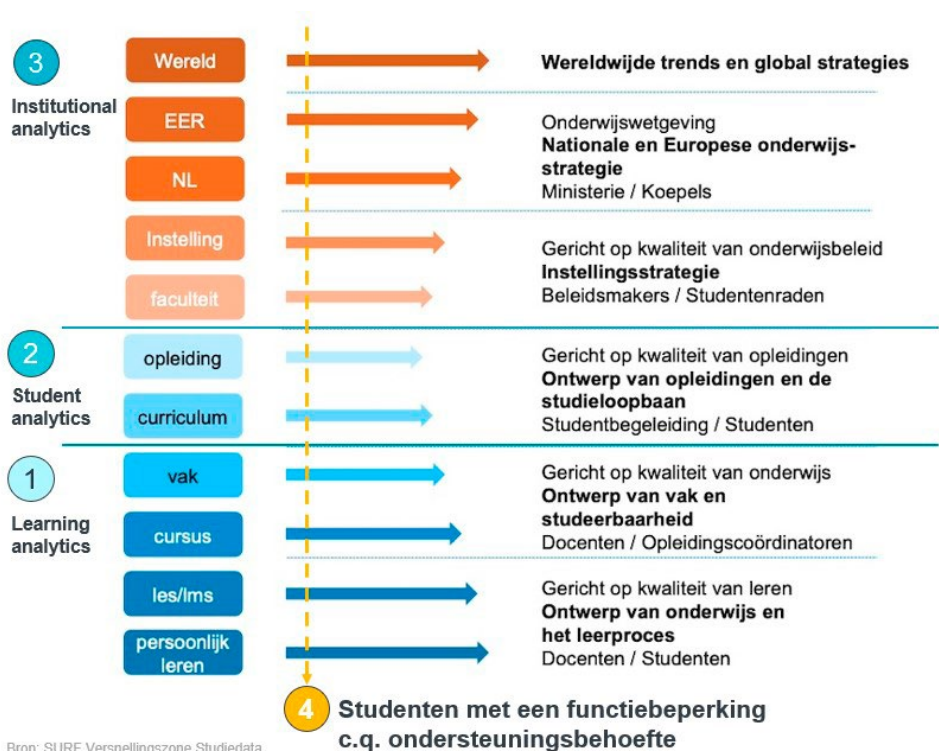 3
Institutional
analytics
Wereld
Wereldwijde trends en global strategies
EER
Onderwijswetgeving
Nationale en Europese onderwijs-
strategie
Ministerie / Koepels
NL
Instelling
Gericht op kwaliteit van onderwijsbeleid
Instellingsstrategie
Beleidsmakers / Studentenraden
faculteit
2
Student
analytics
opleiding
Gericht op kwaliteit van opleidingen
Ontwerp van opleidingen en de
studieloopbaan
Studentbegeleiding / Studenten
curriculum
1
Learning
analytics
vak
Gericht op kwaliteit van onderwijs
Ontwerp van vak en
studeerbaarheid
Docenten / Opleidingscoördinatoren
cursus
les/lms
Gericht op kwaliteit van leren
Ontwerp van onderwijs en
het leerproces
Docenten / Studenten
persoonlijk
leren
4
Studenten met een functiebeperking
c.q. ondersteuningsbehoefte
Bron: SURF Versnellingszone Studiedata